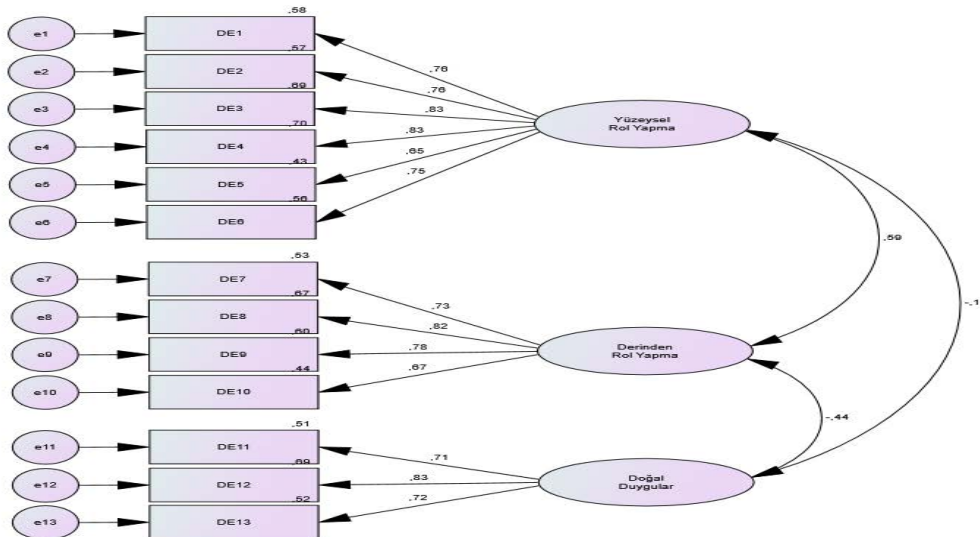 .58
e1 DE1
.57
.76
e2 DE2
.69
.76
e3 DE3
.83
.70
Yüzeysel
Rol Yapma
e4 DE4
.83
.43
.65
e5 DE5
.56
.75
e6 DE6
.59
.53
e7 DE7
.67
.73
-.1
e8 DE8
.82
.60
Derinden
Rol Yapma
e9 DE9
.78
.44
.67
e10 DE10
-.44
.51
e11 DE11
.69
.71
e12 DE12
.83
.52
Doğal
Duygular
.72
e13 DE13